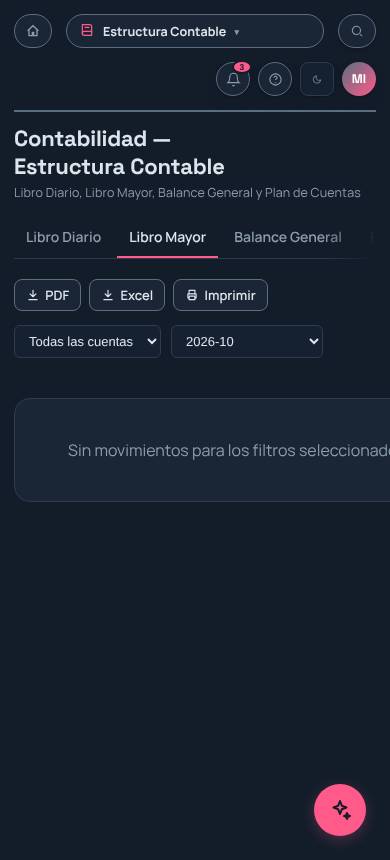 Estructura Contable
3
MI
Contabilidad —
Estructura Contable
Libro Diario, Libro Mayor, Balance General y Plan de Cuentas
Libro Diario
Libro Mayor
Balance General
PDF
Excel
Imprimir
Todas las cuentas
2026-10
Sin movimientos para los filtros